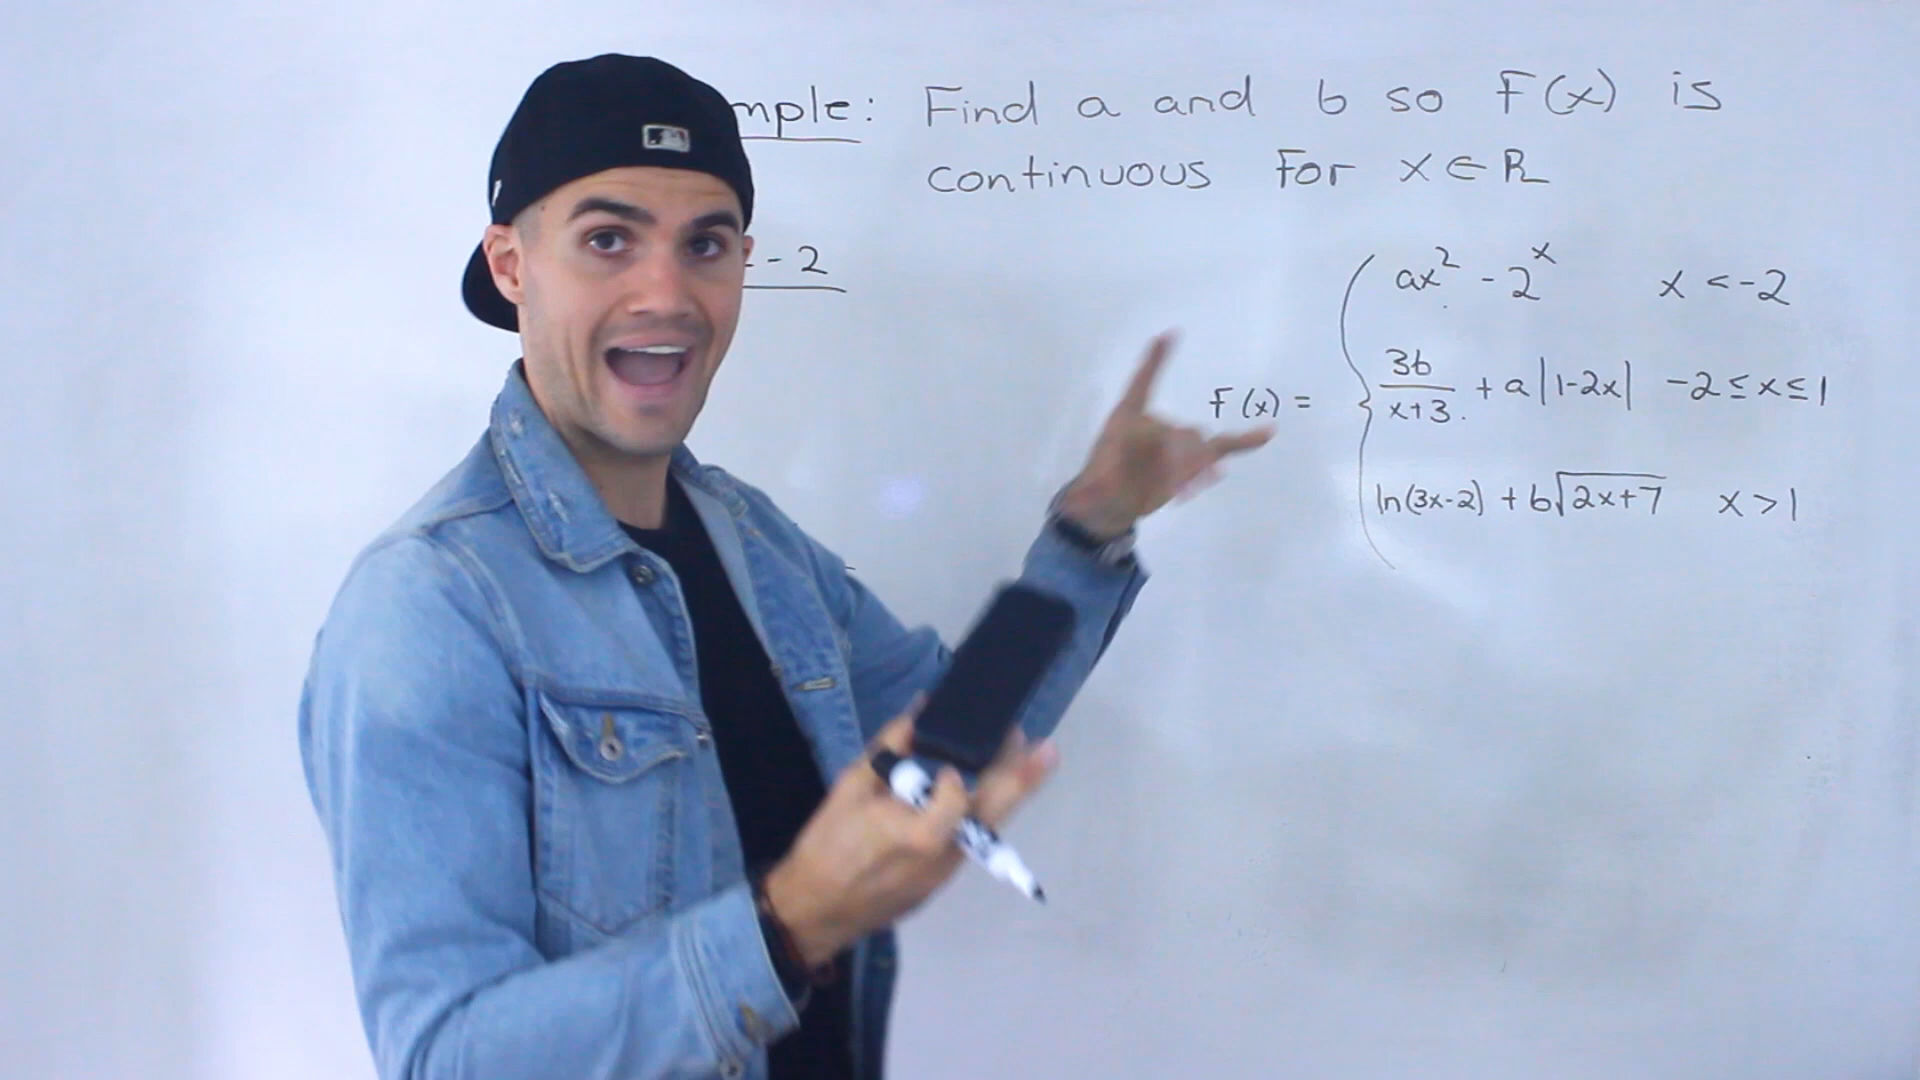 mple: Find a and b so F(x) is
continuous for x ∈ ℝ
= -2
ax² - 2ˣ   x < -2
F(x) = { 3b/(x+3) + a|1-2x|   -2 ≤ x ≤ 1
ln(3x-2) + b√(2x+7)   x > 1